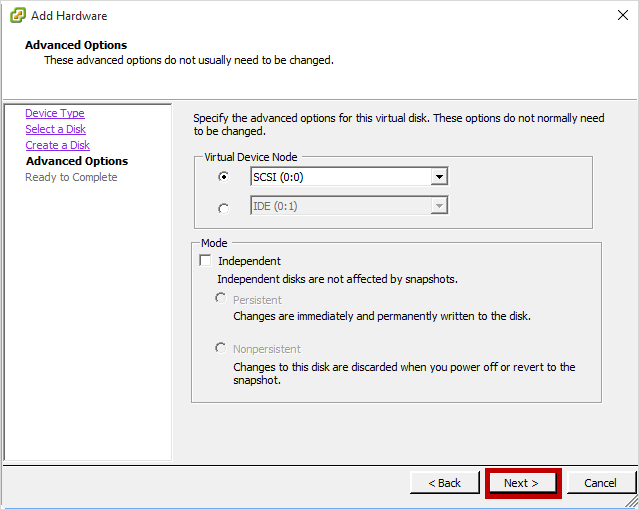 Add Hardware
Advanced Options
These advanced options do not usually need to be changed.
Device Type
Select a Disk
Create a Disk
Advanced Options
Ready to Complete
Specify the advanced options for this virtual disk. These options do not normally need
to be changed.
Virtual Device Node
SCSI (0:0)
IDE (0:1)
Mode
Independent
Independent disks are not affected by snapshots.
Persistent
Changes are immediately and permanently written to the disk.
Nonpersistent
Changes to this disk are discarded when you power off or revert to the
snapshot.
< Back
Next >
Cancel